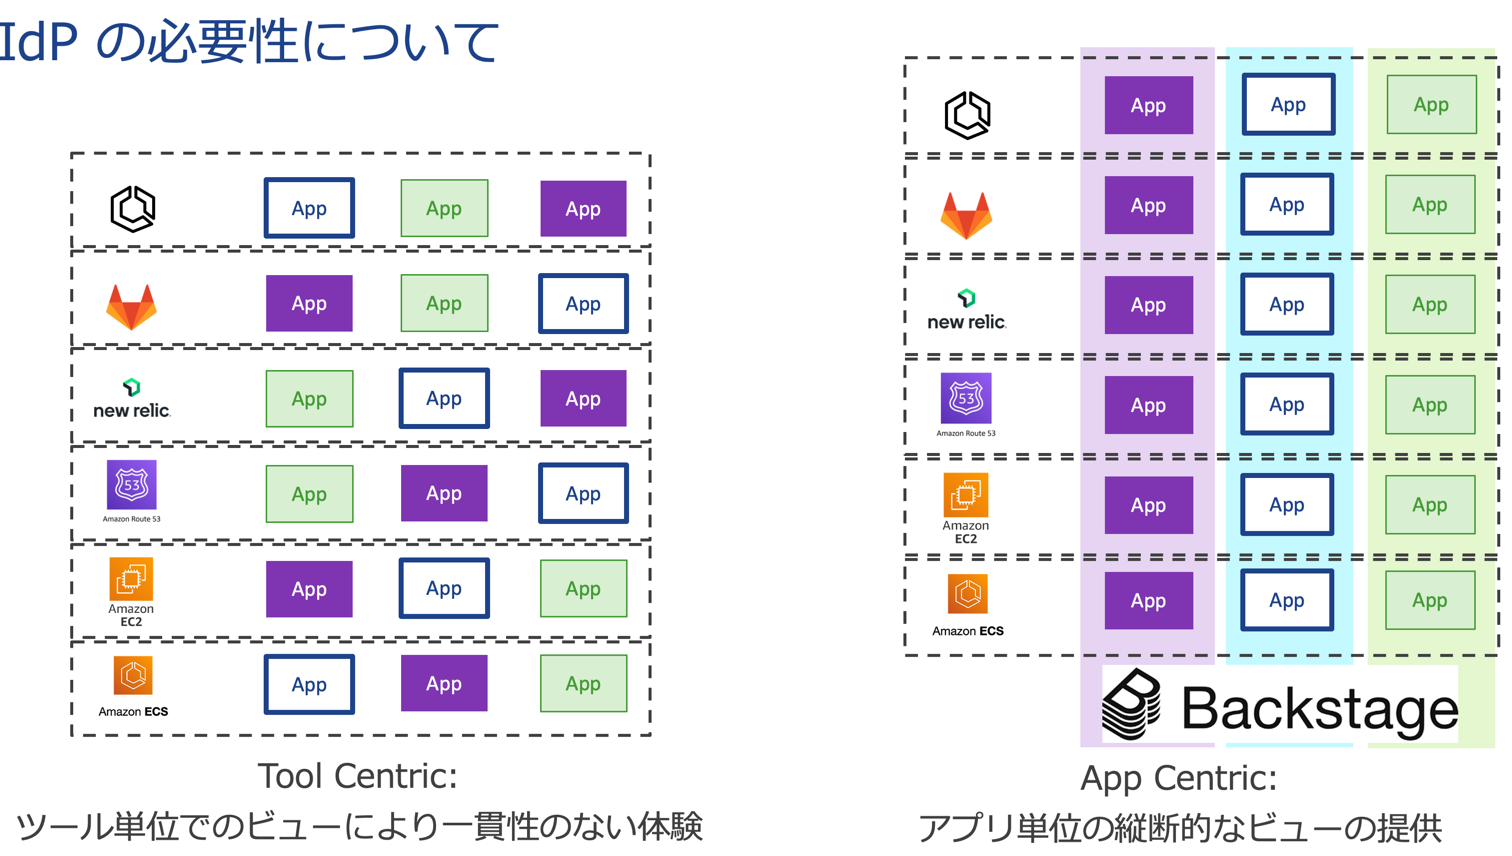 IdP の必要性について
App App App
App App App
new relic.
App App App
53
Amazon Route 53
App App App
Amazon
EC2
App App App
Amazon ECS
App App App
Tool Centric:
ツール単位でのビューにより一貫性のない体験
App App App
App App App
new relic.
App App App
53
Amazon Route 53
App App App
Amazon
EC2
App App App
Amazon ECS
App App App
Backstage
App Centric:
アプリ単位の縦断的なビューの提供